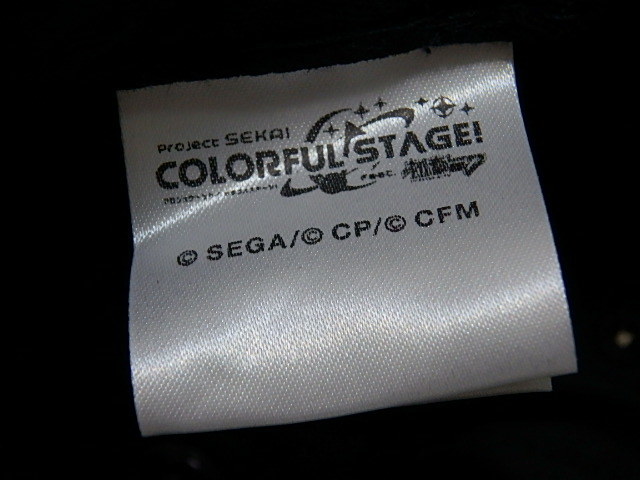 Project SEKAI
COLORFUL STAGE!
feat. 初音ミク
© SEGA/© CP/© CFM